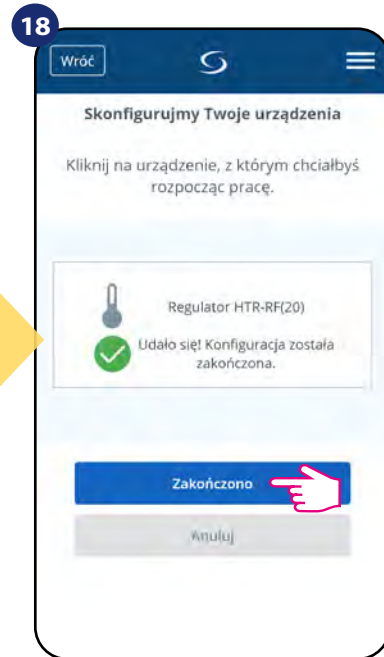 18
Wróć
Skonfigurujmy Twoje urządzenia
Kliknij na urządzenie, z którym chciałbyś
rozpocząc pracę.
Regulator HTR-RF(20)
Udało się! Konfiguracja została
zakończona.
Zakończono
Anuluj